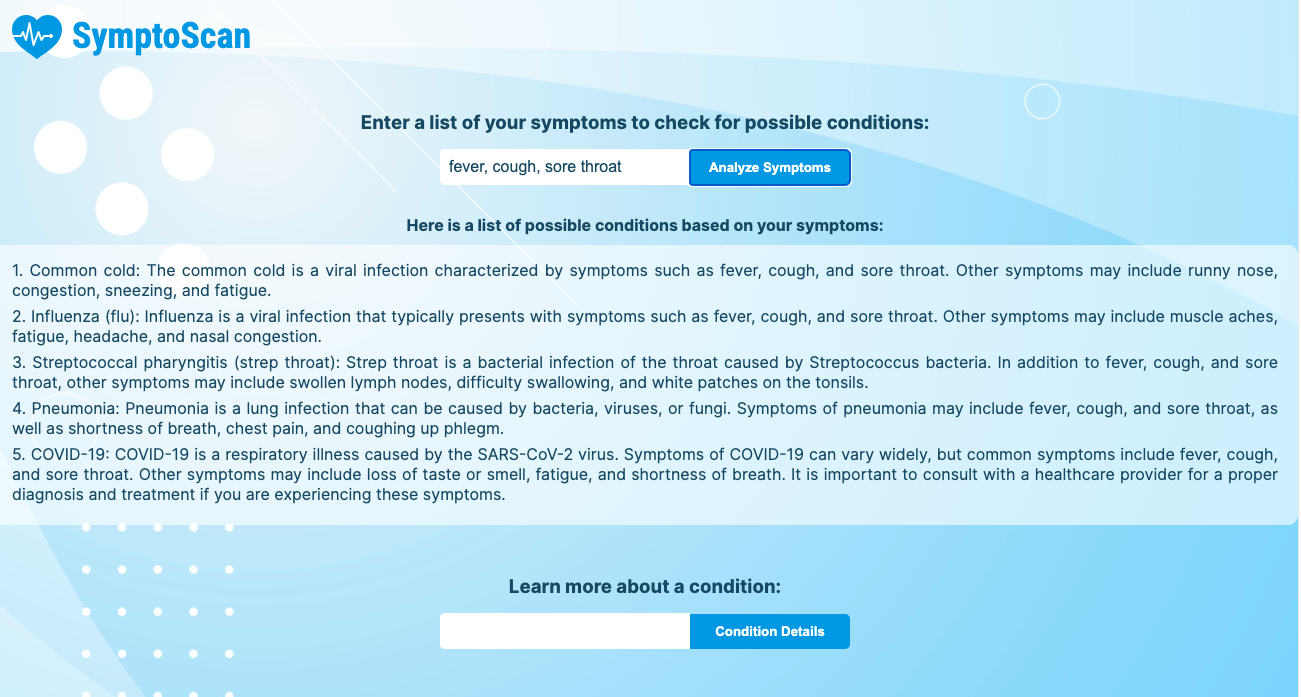 SymptoScan
Enter a list of your symptoms to check for possible conditions:
fever, cough, sore throat
Analyze Symptoms
Here is a list of possible conditions based on your symptoms:
1. Common cold: The common cold is a viral infection characterized by symptoms such as fever, cough, and sore throat. Other symptoms may include runny nose,
congestion, sneezing, and fatigue.
2. Influenza (flu): Influenza is a viral infection that typically presents with symptoms such as fever, cough, and sore throat. Other symptoms may include muscle aches,
fatigue, headache, and nasal congestion.
3. Streptococcal pharyngitis (strep throat): Strep throat is a bacterial infection of the throat caused by Streptococcus bacteria. In addition to fever, cough, and sore
throat, other symptoms may include swollen lymph nodes, difficulty swallowing, and white patches on the tonsils.
4. Pneumonia: Pneumonia is a lung infection that can be caused by bacteria, viruses, or fungi. Symptoms of pneumonia may include fever, cough, and sore throat, as
well as shortness of breath, chest pain, and coughing up phlegm.
5. COVID-19: COVID-19 is a respiratory illness caused by the SARS-CoV-2 virus. Symptoms of COVID-19 can vary widely, but common symptoms include fever, cough,
and sore throat. Other symptoms may include loss of taste or smell, fatigue, and shortness of breath. It is important to consult with a healthcare provider for a proper
diagnosis and treatment if you are experiencing these symptoms.
Learn more about a condition:
Condition Details